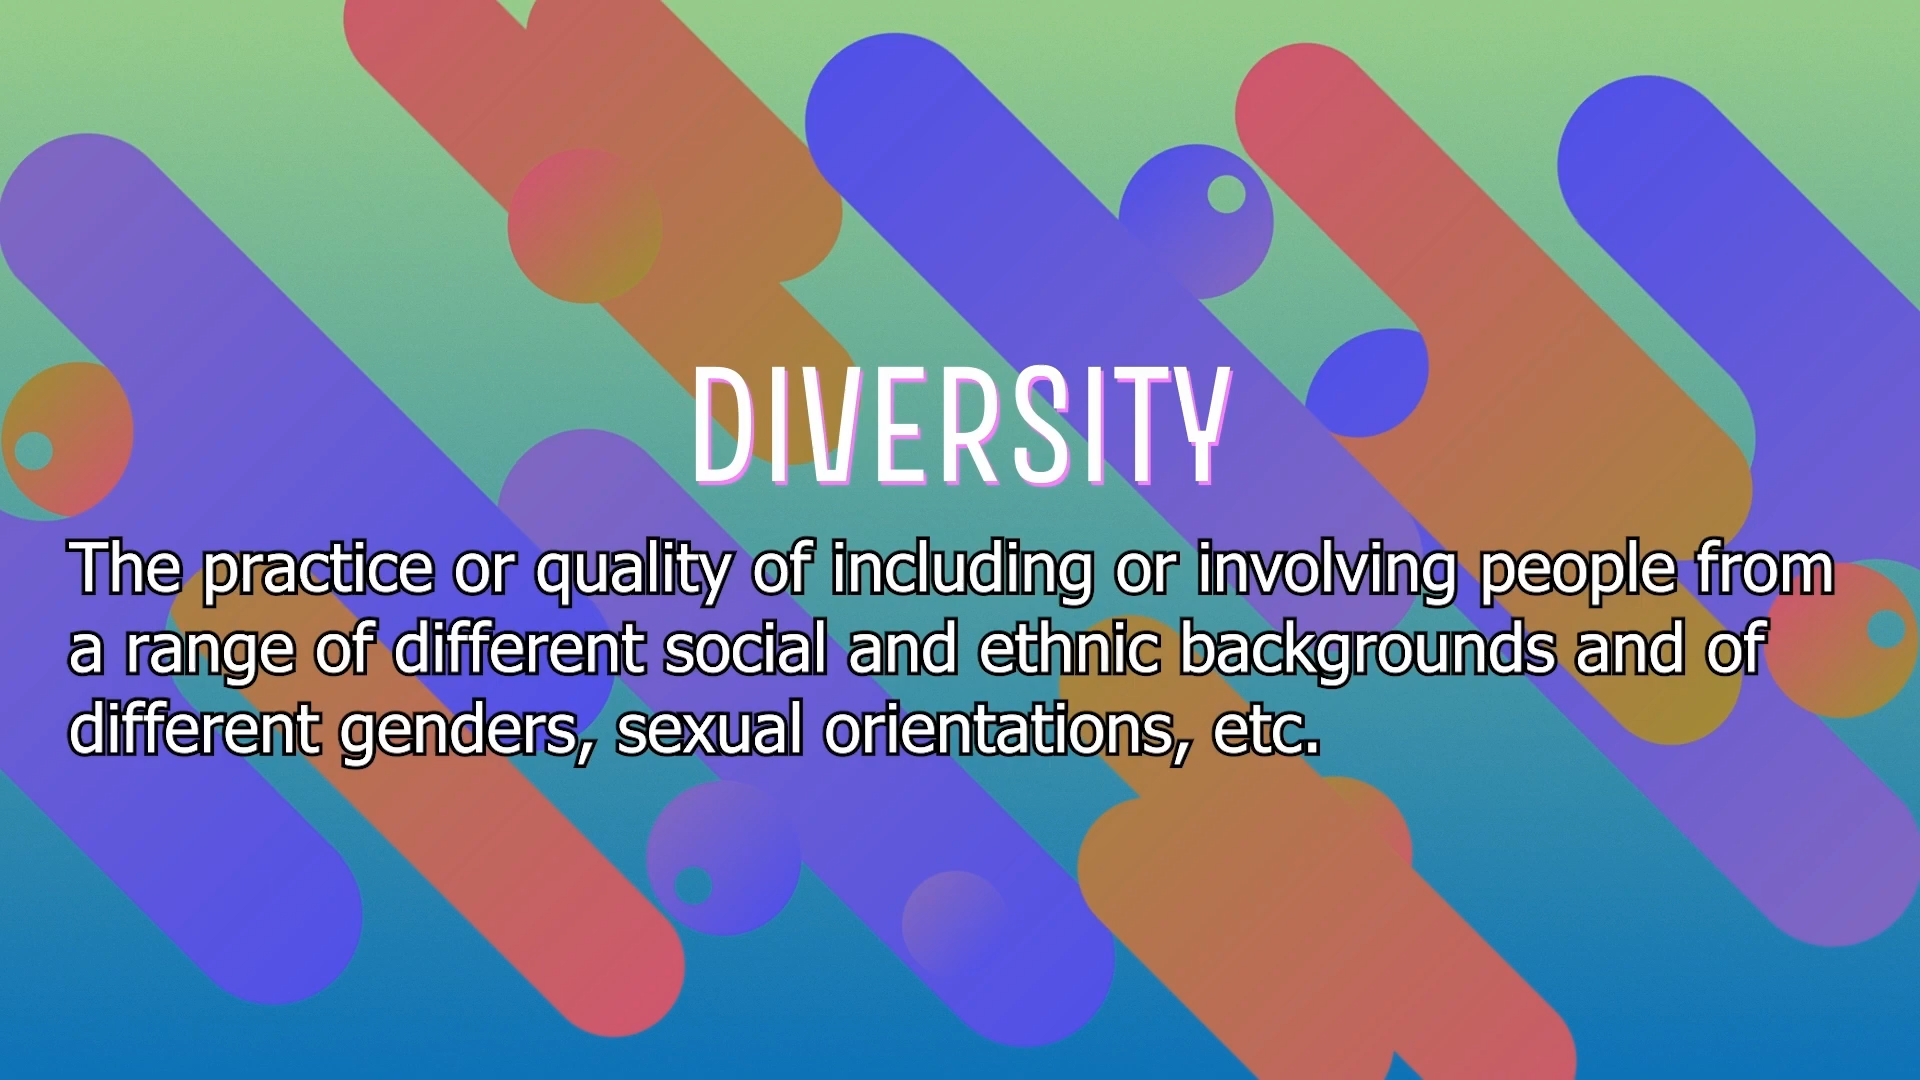 DIVERSITY
The practice or quality of including or involving people from
a range of different social and ethnic backgrounds and of
different genders, sexual orientations, etc.